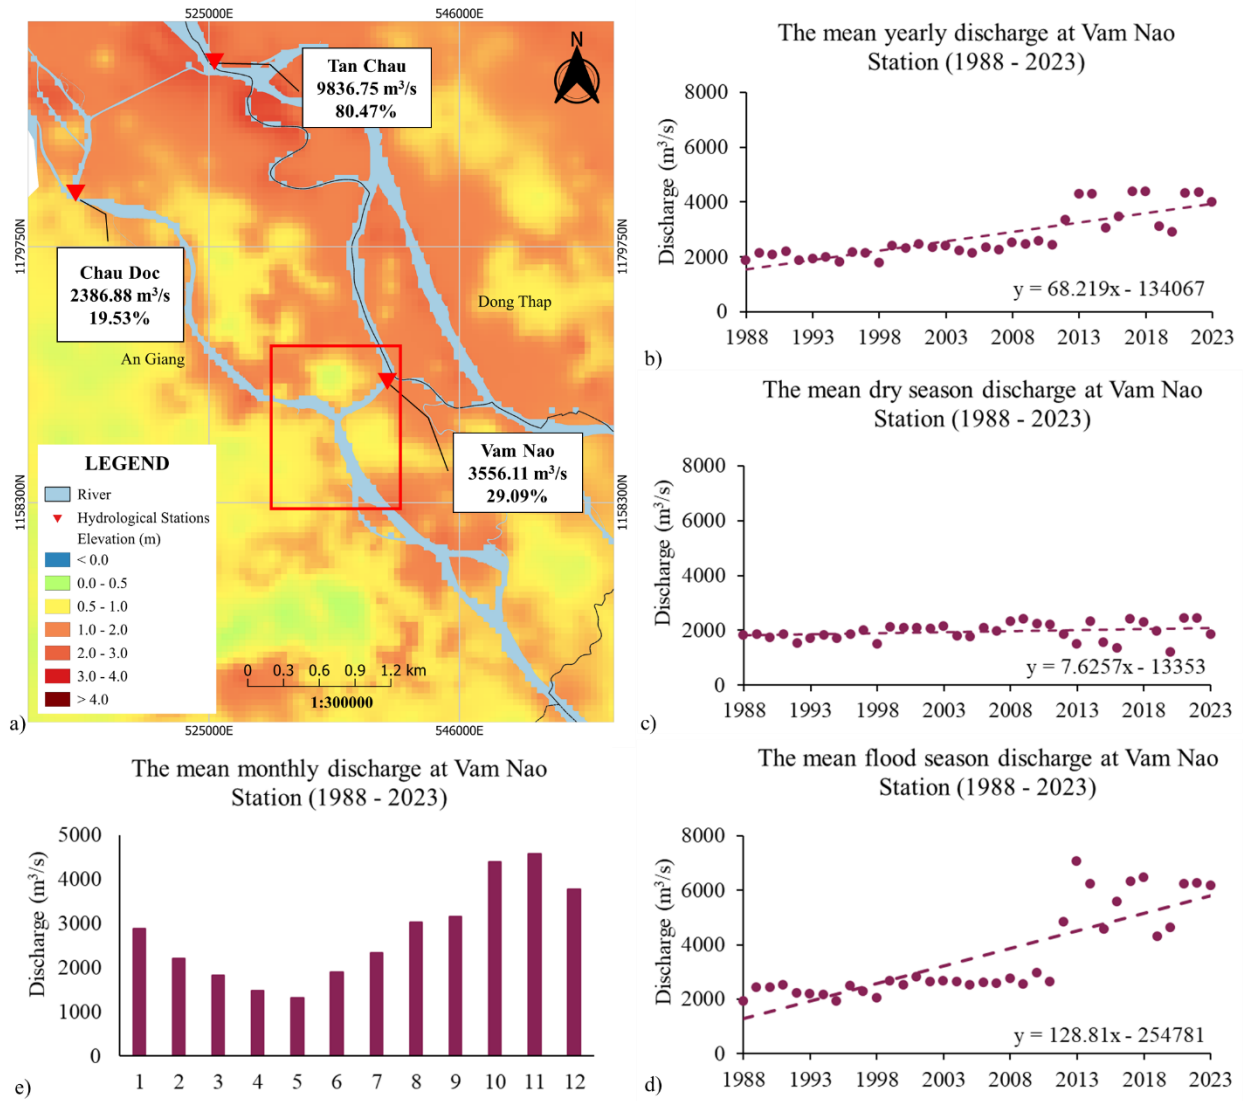 525000E
546000E
N
Tan Chau
9836.75 m³/s
80.47%
1179750N
1179750N
Chau Doc
2386.88 m³/s
19.53%
Dong Thap
An Giang
Vam Nao
3556.11 m³/s
29.09%
1158300N
1158300N
LEGEND
River
Hydrological Stations
Elevation (m)
< 0.0
0.0 - 0.5
0.5 - 1.0
1.0 - 2.0
2.0 - 3.0
3.0 - 4.0
> 4.0
0 0.3 0.6 0.9 1.2 km
1:300000
525000E
546000E
a)
The mean yearly discharge at Vam Nao
Station (1988 - 2023)
Discharge (m³/s)
8000
6000
4000
2000
0
y = 68.219x - 134067
1988 1993 1998 2003 2008 2013 2018 2023
b)
The mean dry season discharge at Vam Nao
Station (1988 - 2023)
Discharge (m³/s)
8000
6000
4000
2000
0
y = 7.6257x - 13353
1988 1993 1998 2003 2008 2013 2018 2023
c)
The mean flood season discharge at Vam Nao
Station (1988 - 2023)
Discharge (m³/s)
8000
6000
4000
2000
0
y = 128.81x - 254781
1988 1993 1998 2003 2008 2013 2018 2023
d)
The mean monthly discharge at Vam Nao
Station (1988 - 2023)
Discharge (m³/s)
5000
4000
3000
2000
1000
0
1 2 3 4 5 6 7 8 9 10 11 12
e)